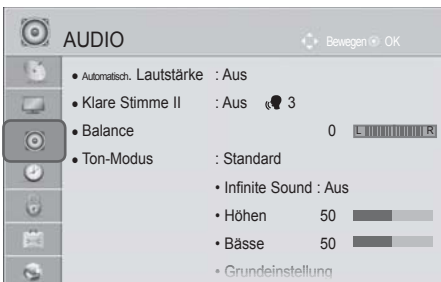 AUDIO
Bewegen OK
• Automatisch. Lautstärke : Aus
• Klare Stimme II : Aus 3
• Balance 0 L R
• Ton-Modus : Standard
• Infinite Sound : Aus
• Höhen 50
• Bässe 50
• Grundeinstellung